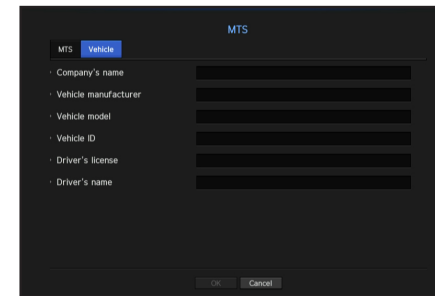 MTS
MTS Vehicle
· Company's name
· Vehicle manufacturer
· Vehicle model
· Vehicle ID
· Driver's license
· Driver's name
OK Cancel